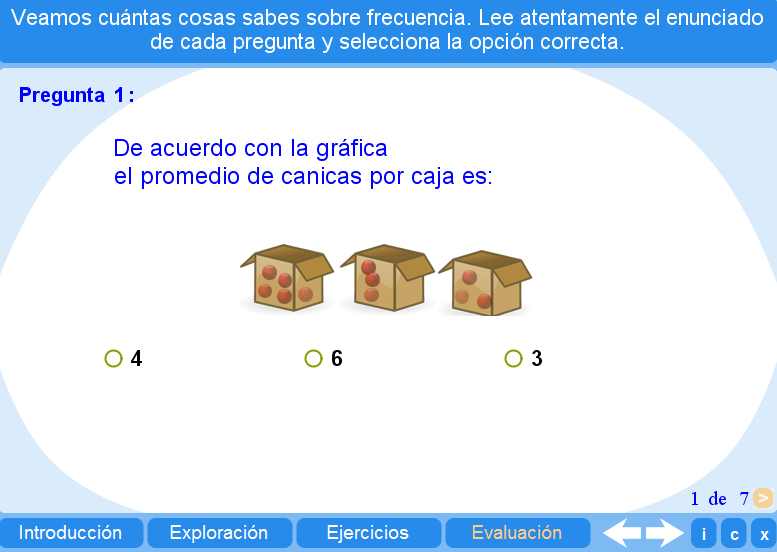 Veamos cuántas cosas sabes sobre frecuencia. Lee atentamente el enunciado
de cada pregunta y selecciona la opción correcta.
Pregunta 1:
De acuerdo con la gráfica
el promedio de canicas por caja es:
4 6 3
1 de 7 >
Introducción Exploración Ejercicios Evaluación i c x